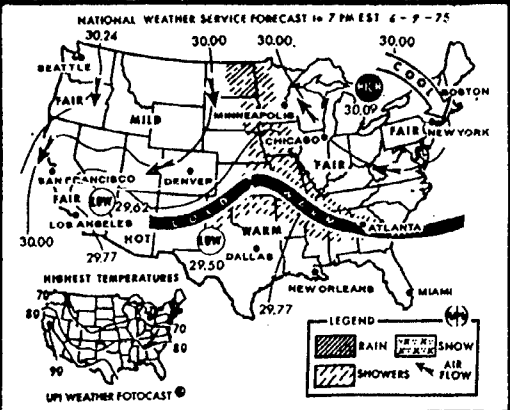 NATIONAL WEATHER SERVICE FORECAST to 7 PM EST 6-9-75
30.24 30.00 30.00 30.00
SEATTLE
COOL
HIGH
BOSTON
FAIR
30.09
MILD
MINNEAPOLIS
NEW YORK
FAIR
CHICAGO
FAIR
SAN FRANCISCO
DENVER
FAIR
LOW
29.62
COLD WARM
LOS ANGELES
ATLANTA
30.00
HOT
LOW
WARM
29.77
29.50
DALLAS
HIGHEST TEMPERATURES
29.77
NEW ORLEANS
MIAMI
70
70
80
80
90
LEGEND
RAIN
SNOW
SHOWERS
AIR FLOW
UPI WEATHER FOTOCAST ©